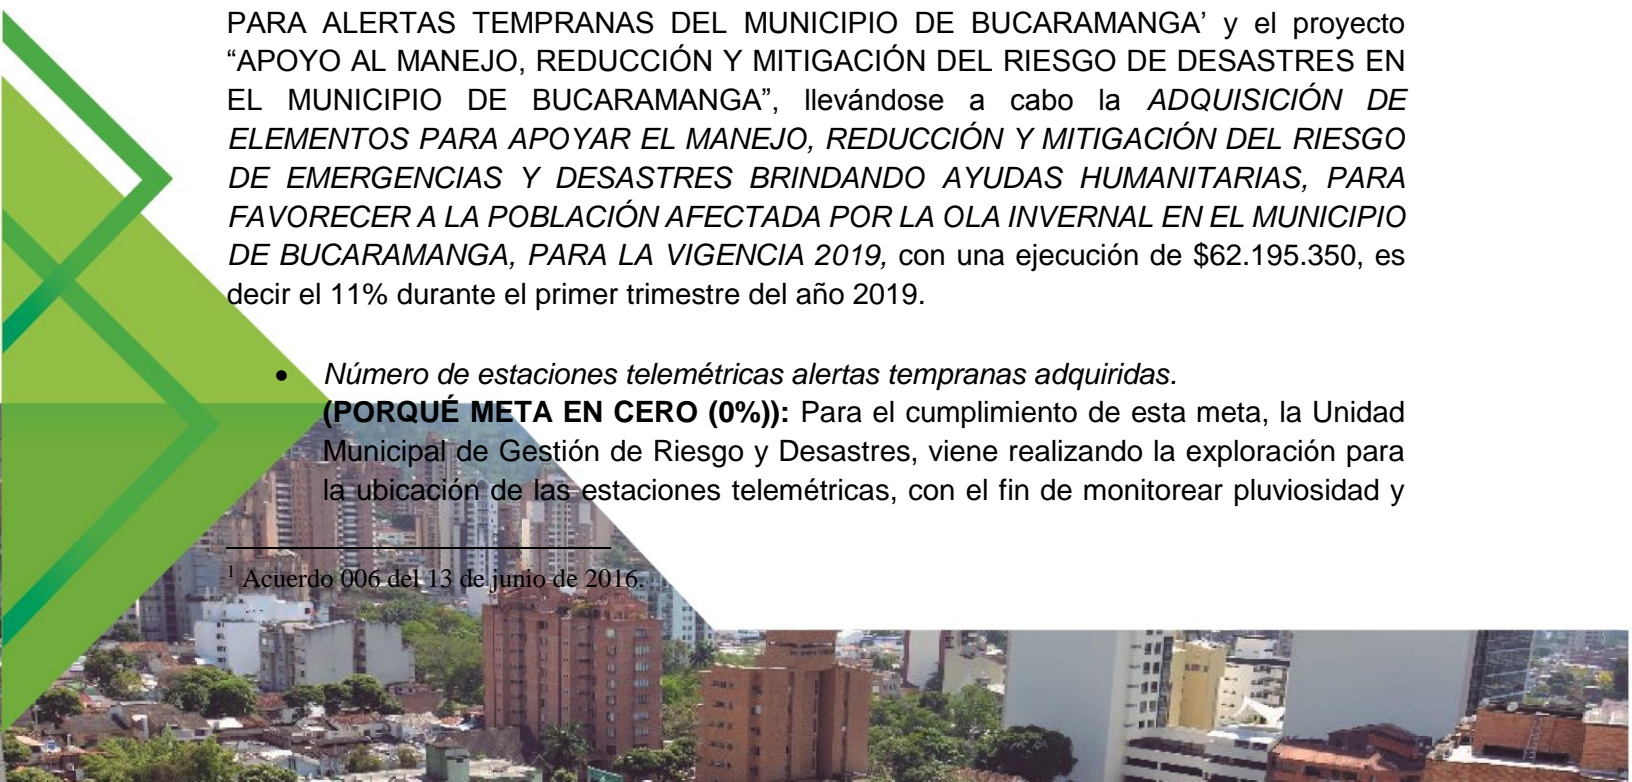 PARA ALERTAS TEMPRANAS DEL MUNICIPIO DE BUCARAMANGA’ y el proyecto
“APOYO AL MANEJO, REDUCCIÓN Y MITIGACIÓN DEL RIESGO DE DESASTRES EN
EL MUNICIPIO DE BUCARAMANGA”, llevándose a cabo la ADQUISICIÓN DE
ELEMENTOS PARA APOYAR EL MANEJO, REDUCCIÓN Y MITIGACIÓN DEL RIESGO
DE EMERGENCIAS Y DESASTRES BRINDANDO AYUDAS HUMANITARIAS, PARA
FAVORECER A LA POBLACIÓN AFECTADA POR LA OLA INVERNAL EN EL MUNICIPIO
DE BUCARAMANGA, PARA LA VIGENCIA 2019, con una ejecución de $62.195.350, es
decir el 11% durante el primer trimestre del año 2019.
• Número de estaciones telemétricas alertas tempranas adquiridas.
(PORQUÉ META EN CERO (0%)): Para el cumplimiento de esta meta, la Unidad
Municipal de Gestión de Riesgo y Desastres, viene realizando la exploración para
la ubicación de las estaciones telemétricas, con el fin de monitorear pluviosidad y
1 Acuerdo 006 del 13 de junio de 2016.